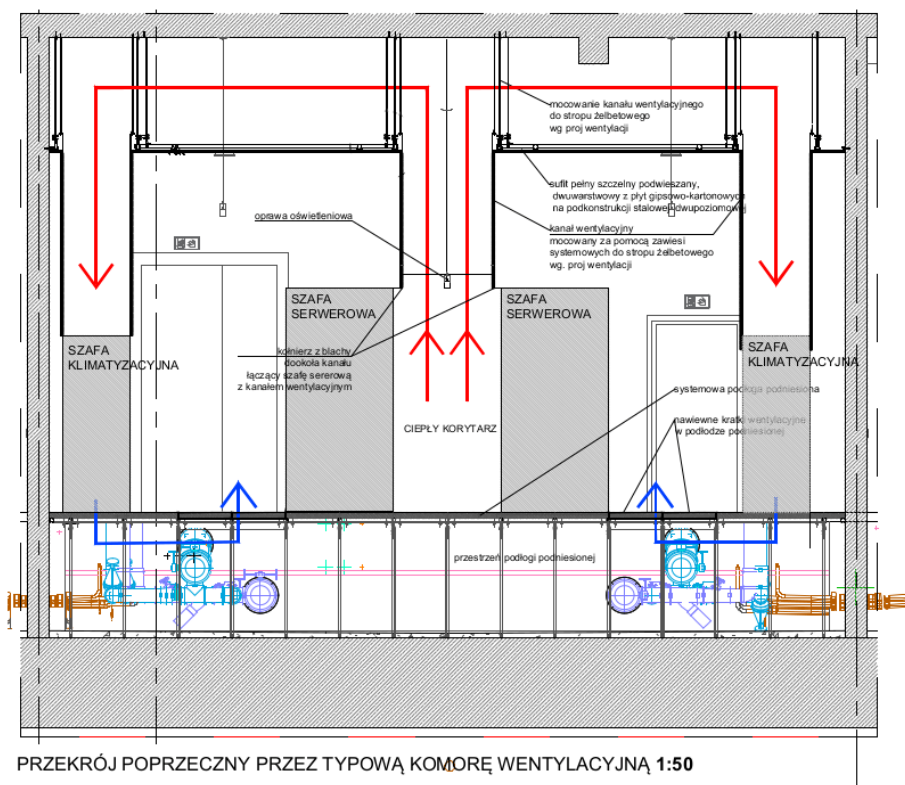 mocowanie kanału wentylacyjnego
do stropu żelbetowego
wg proj wentylacji
sufit pełny szczelny podwieszany,
dwuwarstwowy z płyt gipsowo-kartonowych
na podkonstrukcji stalowej dwupoziomowej
oprawa oświetleniowa
kanał wentylacyjny
mocowany za pomocą zawiesi
systemowych do stropu żelbetowego
wg. proj wentylacji
SZAFA
SERWEROWA
SZAFA
SERWEROWA
SZAFA
KLIMATYZACYJNA
SZAFA
KLIMATYZACYJNA
kołnierz z blachy
dookoła kanału
łączący szafę sererową
z kanałem wentylacyjnym
systemowa podłoga podniesiona
nawiewne kratki wentylacyjne
w podłodze podniesionej
CIEPŁY KORYTARZ
przestrzeń podłogi podniesionej
PRZEKRÓJ POPRZECZNY PRZEZ TYPOWĄ KOMORĘ WENTYLACYJNĄ 1:50